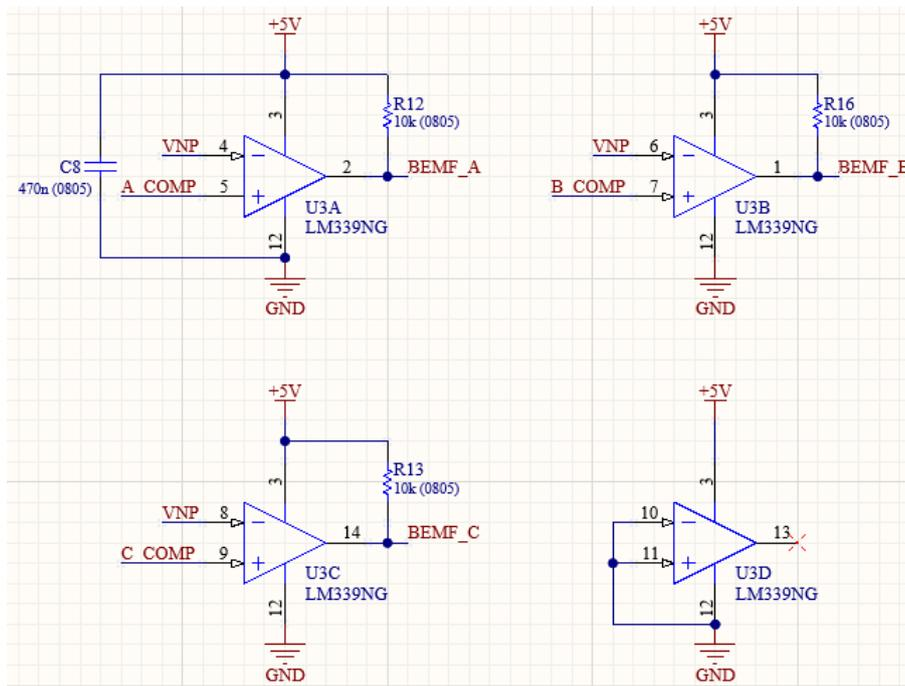 +5V
+5V
3
R12
10k (0805)
3
R16
10k (0805)
VNP 4
2
BEMF_A
VNP 6
1
BEMF_B
C8
470n (0805)
A_COMP 5
B_COMP 7
U3A
LM339NG
U3B
LM339NG
12
12
GND
GND
+5V
+5V
3
R13
10k (0805)
3
VNP 8
14
BEMF_C
10
13
C_COMP 9
11
U3C
LM339NG
U3D
LM339NG
12
12
GND
GND